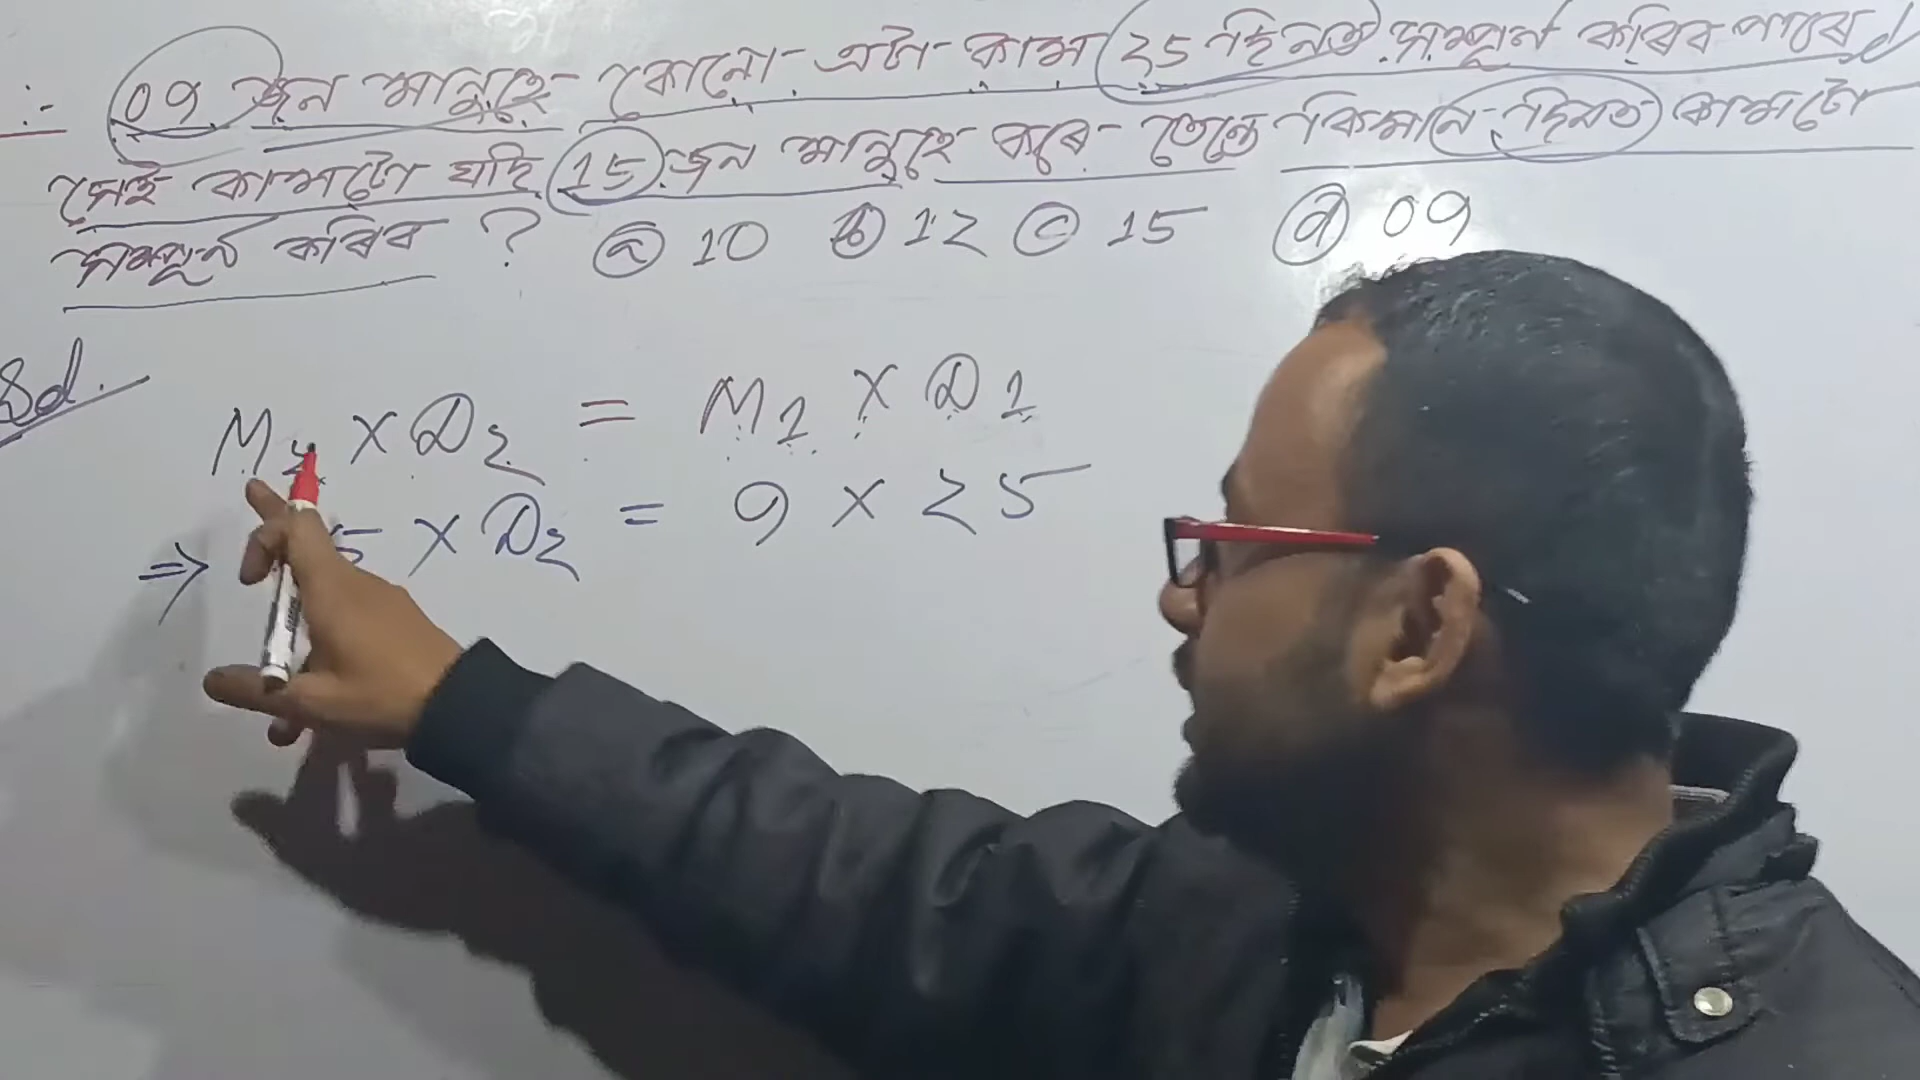 :- 09 জন মানুহে কোনো এটা কাম 25 দিনত সম্পূৰ্ন কৰিব পাৰে।
সেই কামটো যদি 15 জন মানুহে কৰে তেন্তে কিমান দিনত কামটো
সম্পূৰ্ন কৰিব ? ⓐ 10 ⓑ 12 ⓒ 15 ⓓ 09
Sol.
M₂ × D₂ = M1 × D1
⇒ 5 × D₂ = 9 × 25